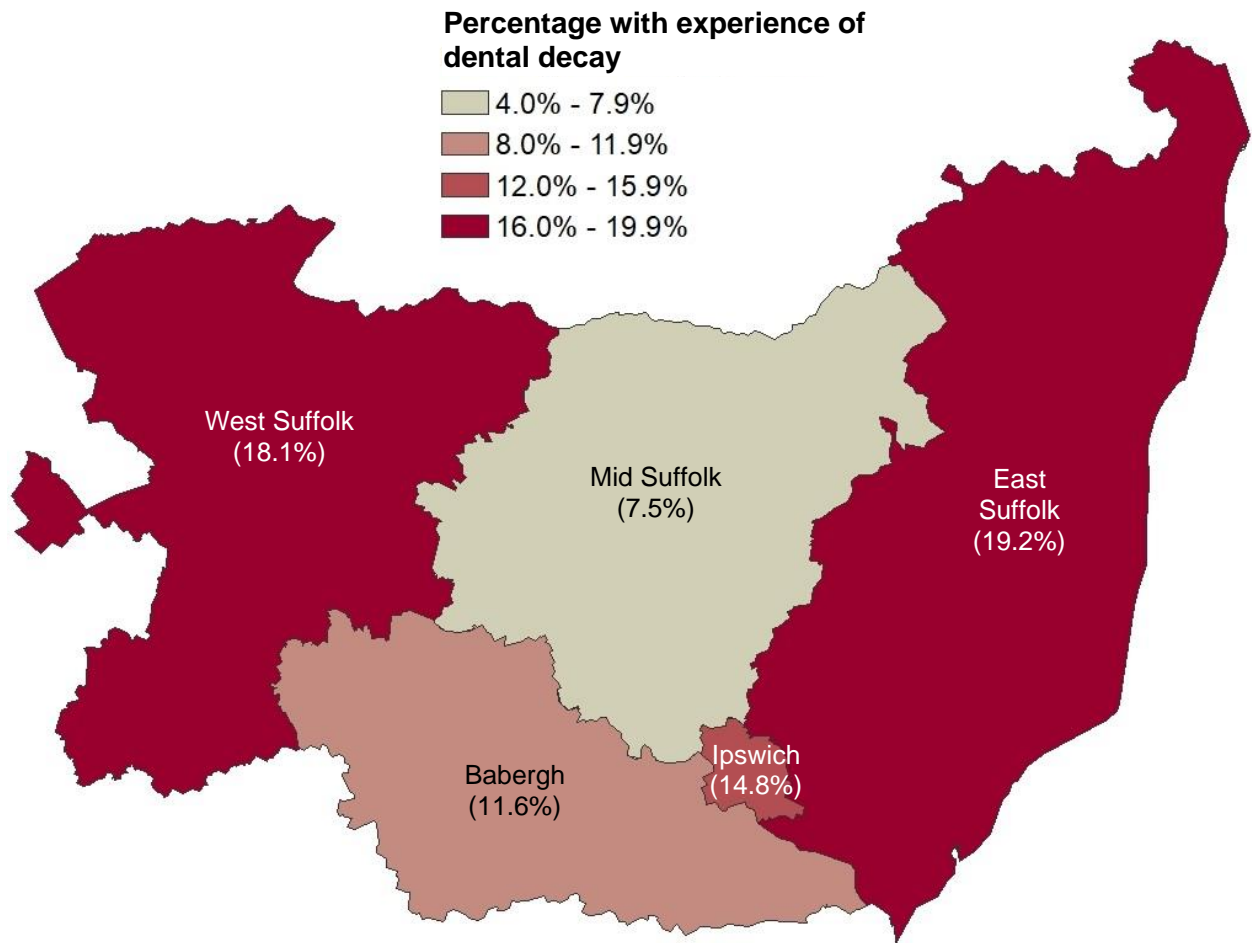 Percentage with experience of
dental decay
4.0% - 7.9%
8.0% - 11.9%
12.0% - 15.9%
16.0% - 19.9%
West Suffolk
(18.1%)
Mid Suffolk
(7.5%)
East
Suffolk
(19.2%)
Babergh
(11.6%)
Ipswich
(14.8%)